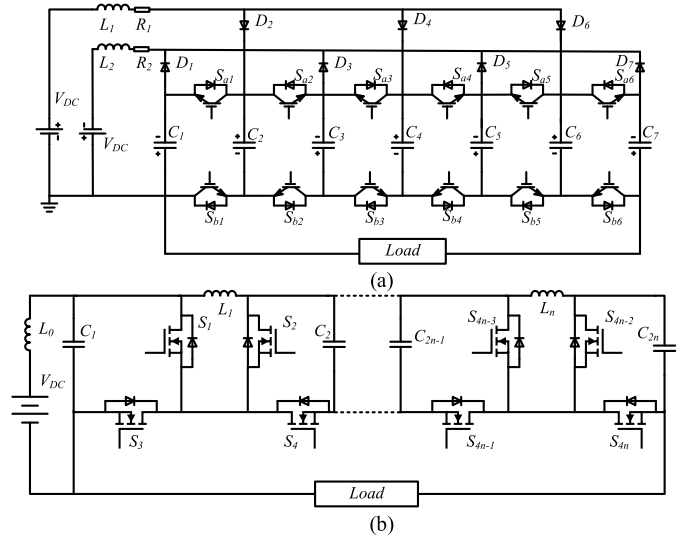 L1 R1 D2 D4 D6
L2 R2 D1 D3 D5 D7
Sa1 Sa2 Sa3 Sa4 Sa5 Sa6
VDC
VDC
C1 C2 C3 C4 C5 C6 C7
Sb1 Sb2 Sb3 Sb4 Sb5 Sb6
Load
(a)
L0 C1 S1 L1 S2 C2 C2n-1 S4n-3 Ln S4n-2 C2n
VDC
S3 S4 S4n-1 S4n
Load
(b)